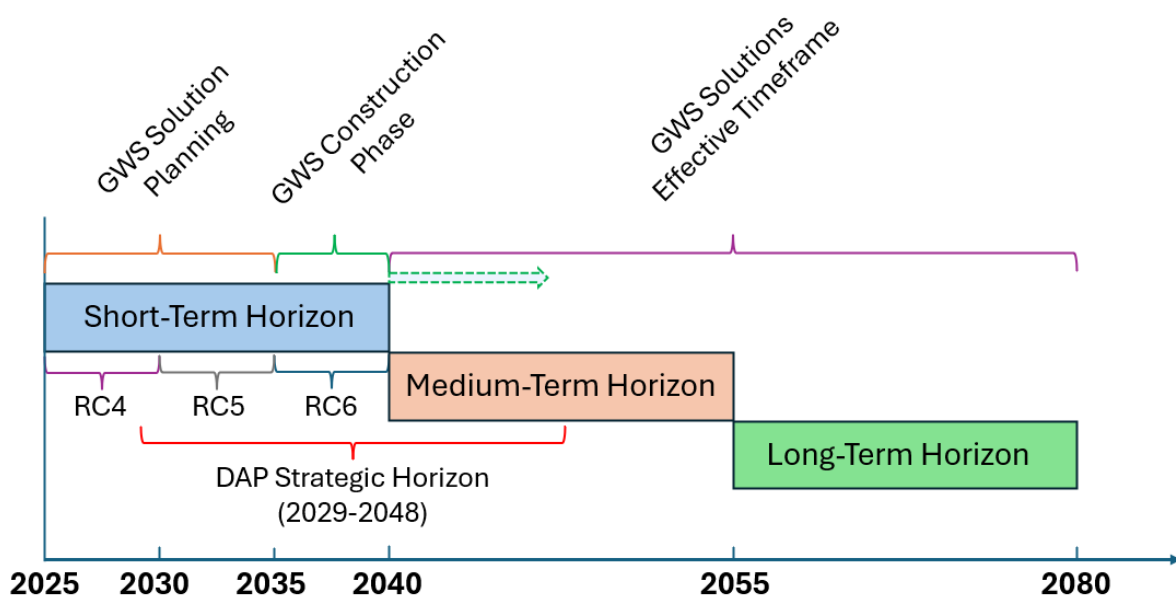 GWS Solution
Planning
GWS Construction
Phase
GWS Solutions
Effective Timeframe
Short-Term Horizon
RC4
RC5
RC6
Medium-Term Horizon
DAP Strategic Horizon
(2029-2048)
Long-Term Horizon
2025
2030
2035
2040
2055
2080